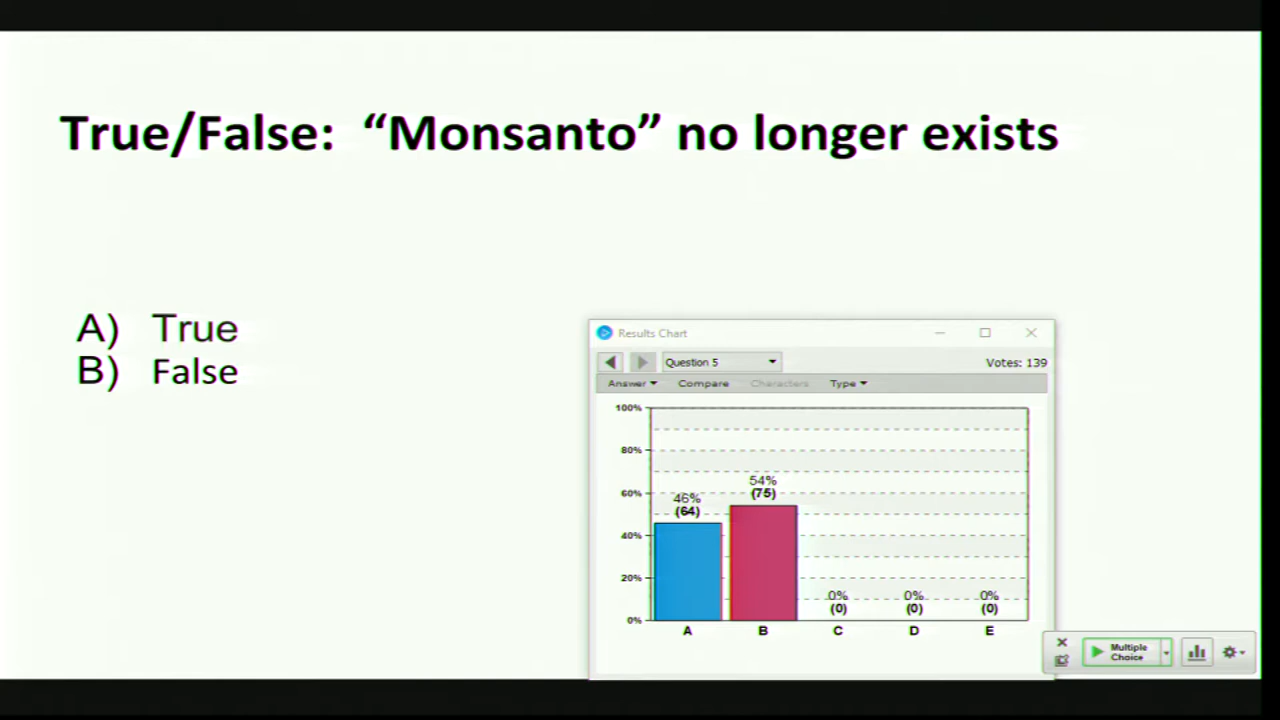 True/False:  “Monsanto” no longer exists
A) True
B) False
Results Chart
Question 5
Votes: 139
Answer Compare Characters Type
100%
80%
60%
40%
20%
0%
46%
(64)
54%
(75)
0%
(0)
0%
(0)
0%
(0)
A B C D E
Multiple
Choice